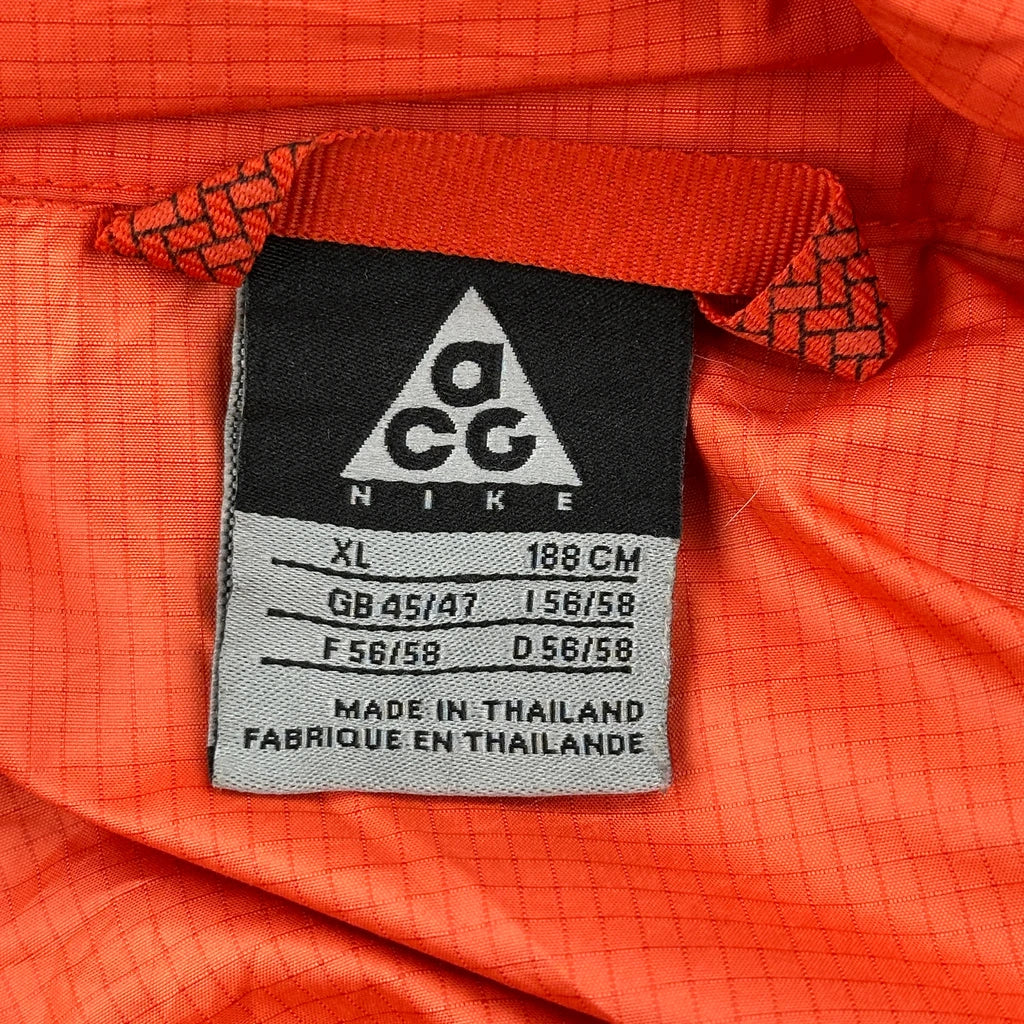 a
CG
NIKE
XL 188 CM
GB 45/47 I 56/58
F 56/58 D 56/58
MADE IN THAILAND
FABRIQUE EN THAILANDE